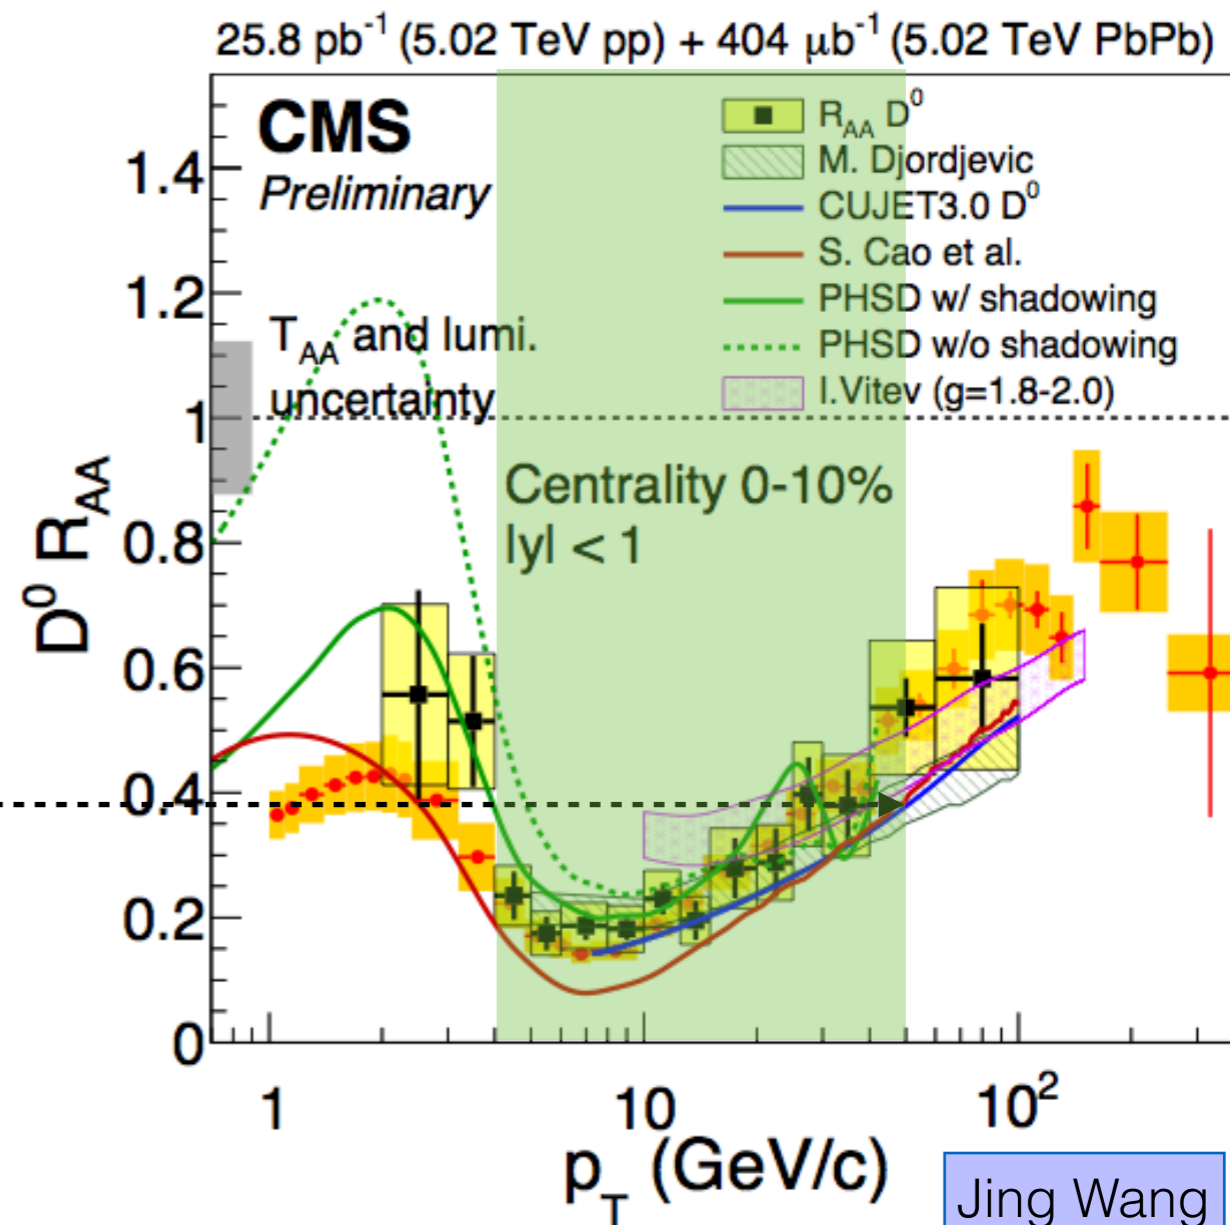 25.8 pb⁻¹ (5.02 TeV pp) + 404 μb⁻¹ (5.02 TeV PbPb)
CMS
Preliminary
R_AA D⁰
M. Djordjevic
CUJET3.0 D⁰
S. Cao et al.
PHSD w/ shadowing
PHSD w/o shadowing
I.Vitev (g=1.8-2.0)
T_AA and lumi.
uncertainty
Centrality 0-10%
|y| < 1
D⁰ R_AA
1.4
1.2
1
0.8
0.6
0.4
0.2
0
1 10 10²
p_T (GeV/c)
Jing Wang